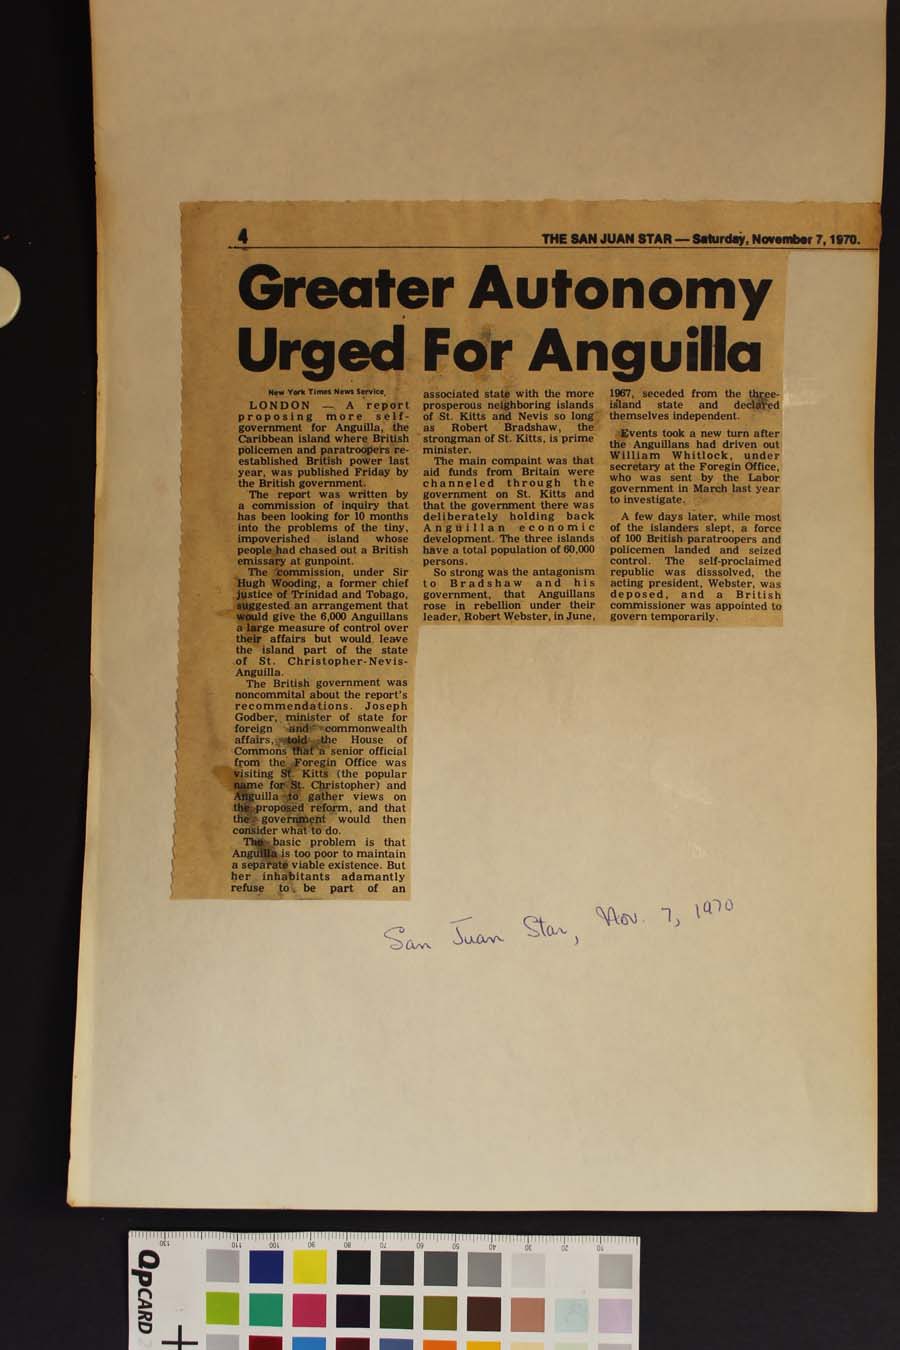 4
THE SAN JUAN STAR — Saturday, November 7, 1970.
Greater Autonomy
Urged For Anguilla
New York Times News Service,
LONDON — A report
proposing more self-
government for Anguilla, the
Caribbean island where British
policemen and paratroopers re-
established British power last
year, was published Friday by
the British government.
The report was written by
a commission of inquiry that
has been looking for 10 months
into the problems of the tiny,
impoverished island whose
people had chased out a British
emissary at gunpoint.
The commission, under Sir
Hugh Wooding, a former chief
justice of Trinidad and Tobago,
suggested an arrangement that
would give the 6,000 Anguillans
a large measure of control over
their affairs but would leave
the island part of the state
of St. Christopher-Nevis-
Anguilla.
The British government was
noncommital about the report's
recommendations. Joseph
Godber, minister of state for
foreign and commonwealth
affairs, told the House of
Commons that a senior official
from the Foregin Office was
visiting St. Kitts (the popular
name for St. Christopher) and
Anguilla to gather views on
the proposed reform, and that
the government would then
consider what to do.
The basic problem is that
Anguilla is too poor to maintain
a separate viable existence. But
her inhabitants adamantly
refuse to be part of an
associated state with the more
prosperous neighboring islands
of St. Kitts and Nevis so long
as Robert Bradshaw, the
strongman of St. Kitts, is prime
minister.
The main compaint was that
aid funds from Britain were
channeled through the
government on St. Kitts and
that the government there was
deliberately holding back
Anguillan economic
development. The three islands
have a total population of 60,000
persons.
So strong was the antagonism
to Bradshaw and his
government, that Anguillans
rose in rebellion under their
leader, Robert Webster, in June,
1967, seceded from the three-
island state and declared
themselves independent.
Events took a new turn after
the Anguillans had driven out
William Whitlock, under
secretary at the Foregin Office,
who was sent by the Labor
government in March last year
to investigate.
A few days later, while most
of the islanders slept, a force
of 100 British paratroopers and
policemen landed and seized
control. The self-proclaimed
republic was disssolved, the
acting president, Webster, was
deposed, and a British
commissioner was appointed to
govern temporarily.
San Juan Star, Nov. 7, 1970
130 110 100 90 80 70 60 50 40 30 20 10
QPCARD